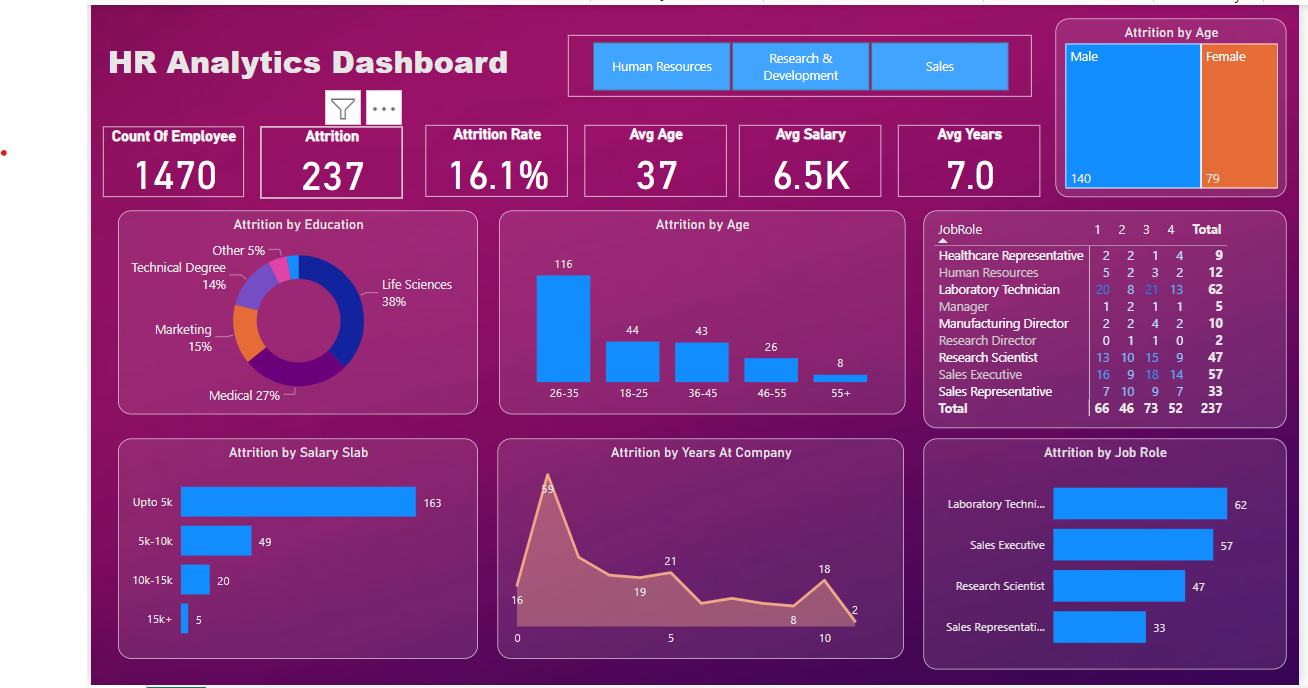 HR Analytics Dashboard
Human Resources
Research &
Development
Sales
Attrition by Age
Male
Female
140
79
Count Of Employee
1470
Attrition
237
Attrition Rate
16.1%
Avg Age
37
Avg Salary
6.5K
Avg Years
7.0
Attrition by Education
Other 5%
Technical Degree
14%
Life Sciences
38%
Marketing
15%
Medical 27%
Attrition by Age
116
44
43
26
8
26-35 18-25 36-45 46-55 55+
JobRole 1 2 3 4 Total
Healthcare Representative 2 2 1 4 9
Human Resources 5 2 3 2 12
Laboratory Technician 20 8 21 13 62
Manager 1 2 1 1 5
Manufacturing Director 2 2 4 2 10
Research Director 0 1 1 0 2
Research Scientist 13 10 15 9 47
Sales Executive 16 9 18 14 57
Sales Representative 7 10 9 7 33
Total 66 46 73 52 237
Attrition by Salary Slab
Upto 5k 163
5k-10k 49
10k-15k 20
15k+ 5
Attrition by Years At Company
59
21
18
16
19
8
2
0 5 10
Attrition by Job Role
Laboratory Techni... 62
Sales Executive 57
Research Scientist 47
Sales Representati... 33